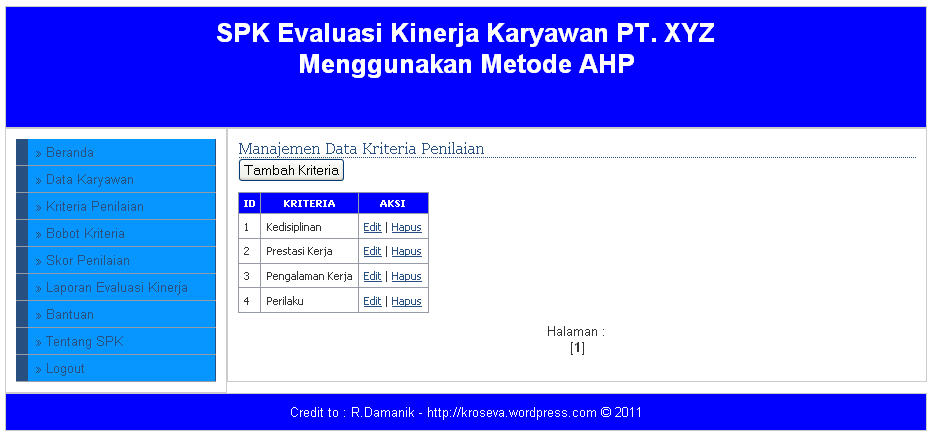 SPK Evaluasi Kinerja Karyawan PT. XYZ
Menggunakan Metode AHP
» Beranda
» Data Karyawan
» Kriteria Penilaian
» Bobot Kriteria
» Skor Penilaian
» Laporan Evaluasi Kinerja
» Bantuan
» Tentang SPK
» Logout
Manajemen Data Kriteria Penilaian
Tambah Kriteria
ID KRITERIA AKSI
1 Kedisiplinan Edit | Hapus
2 Prestasi Kerja Edit | Hapus
3 Pengalaman Kerja Edit | Hapus
4 Perilaku Edit | Hapus
Halaman :
[1]
Credit to : R.Damanik - http://kroseva.wordpress.com © 2011